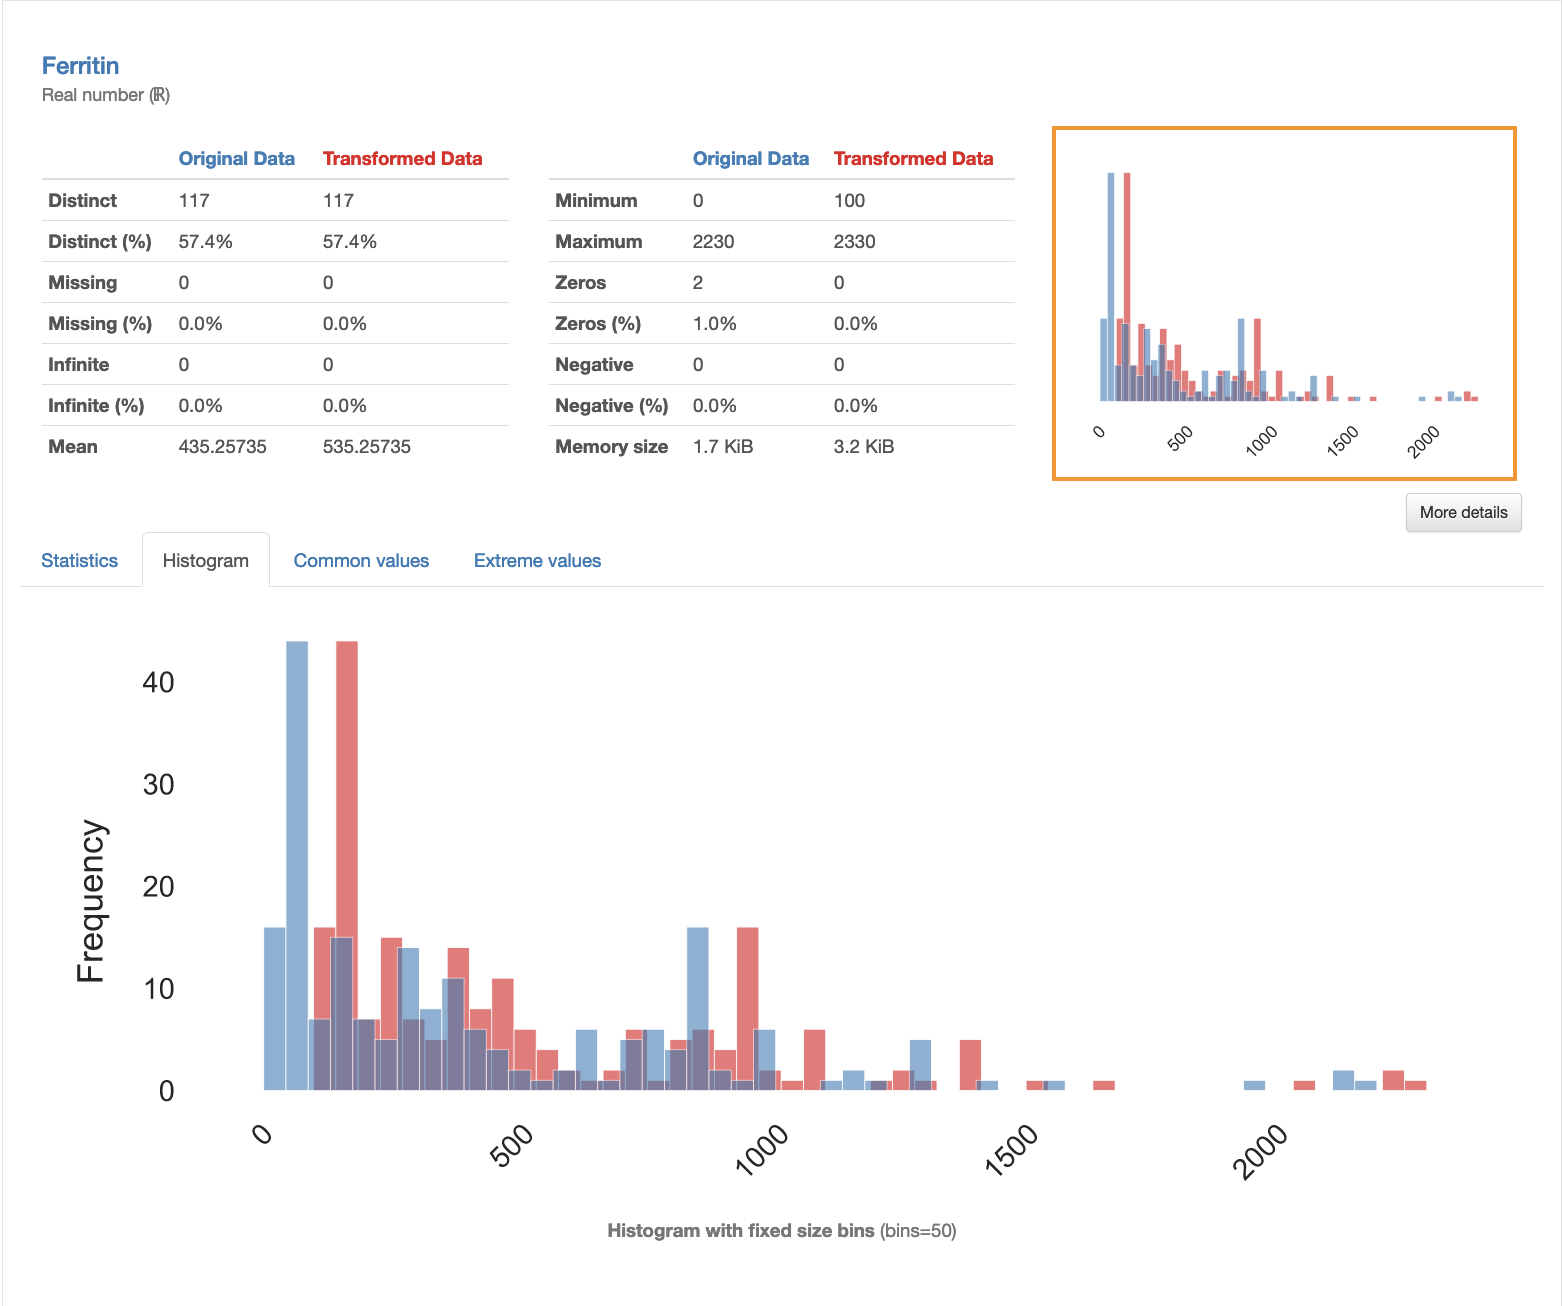 Ferritin
Real number (ℝ)
Original Data Transformed Data
Distinct 117 117
Distinct (%) 57.4% 57.4%
Missing 0 0
Missing (%) 0.0% 0.0%
Infinite 0 0
Infinite (%) 0.0% 0.0%
Mean 435.25735 535.25735
Original Data Transformed Data
Minimum 0 100
Maximum 2230 2330
Zeros 2 0
Zeros (%) 1.0% 0.0%
Negative 0 0
Negative (%) 0.0% 0.0%
Memory size 1.7 KiB 3.2 KiB
0 500 1000 1500 2000
More details
Statistics Histogram Common values Extreme values
40
30
20
10
0
Frequency
0 500 1000 1500 2000
Histogram with fixed size bins (bins=50)